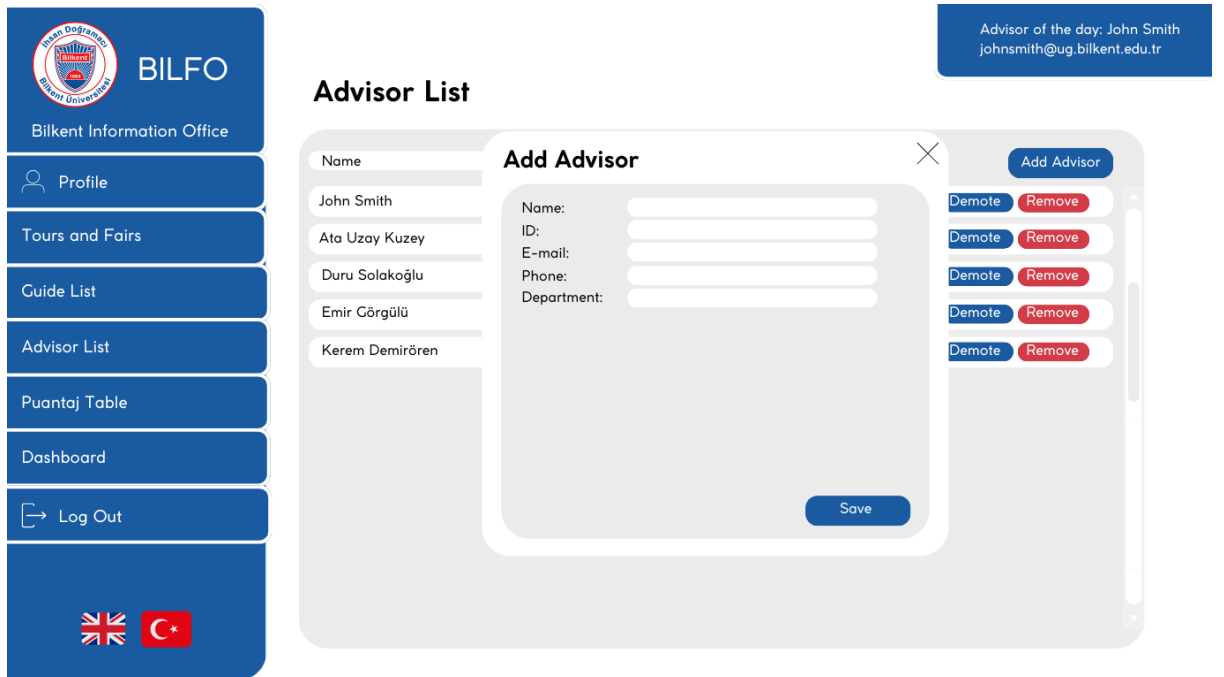 İhsan Doğramacı
Bilkent
1984
Bilkent Üniversitesi
BILFO
Bilkent Information Office
Profile
Tours and Fairs
Guide List
Advisor List
Puantaj Table
Dashboard
Log Out
Advisor of the day: John Smith
johnsmith@ug.bilkent.edu.tr
Advisor List
Name
Add Advisor
John Smith
Demote Remove
Ata Uzay Kuzey
Demote Remove
Duru Solakoğlu
Demote Remove
Emir Görgülü
Demote Remove
Kerem Demirören
Demote Remove
Add Advisor
Name:
ID:
E-mail:
Phone:
Department:
Save